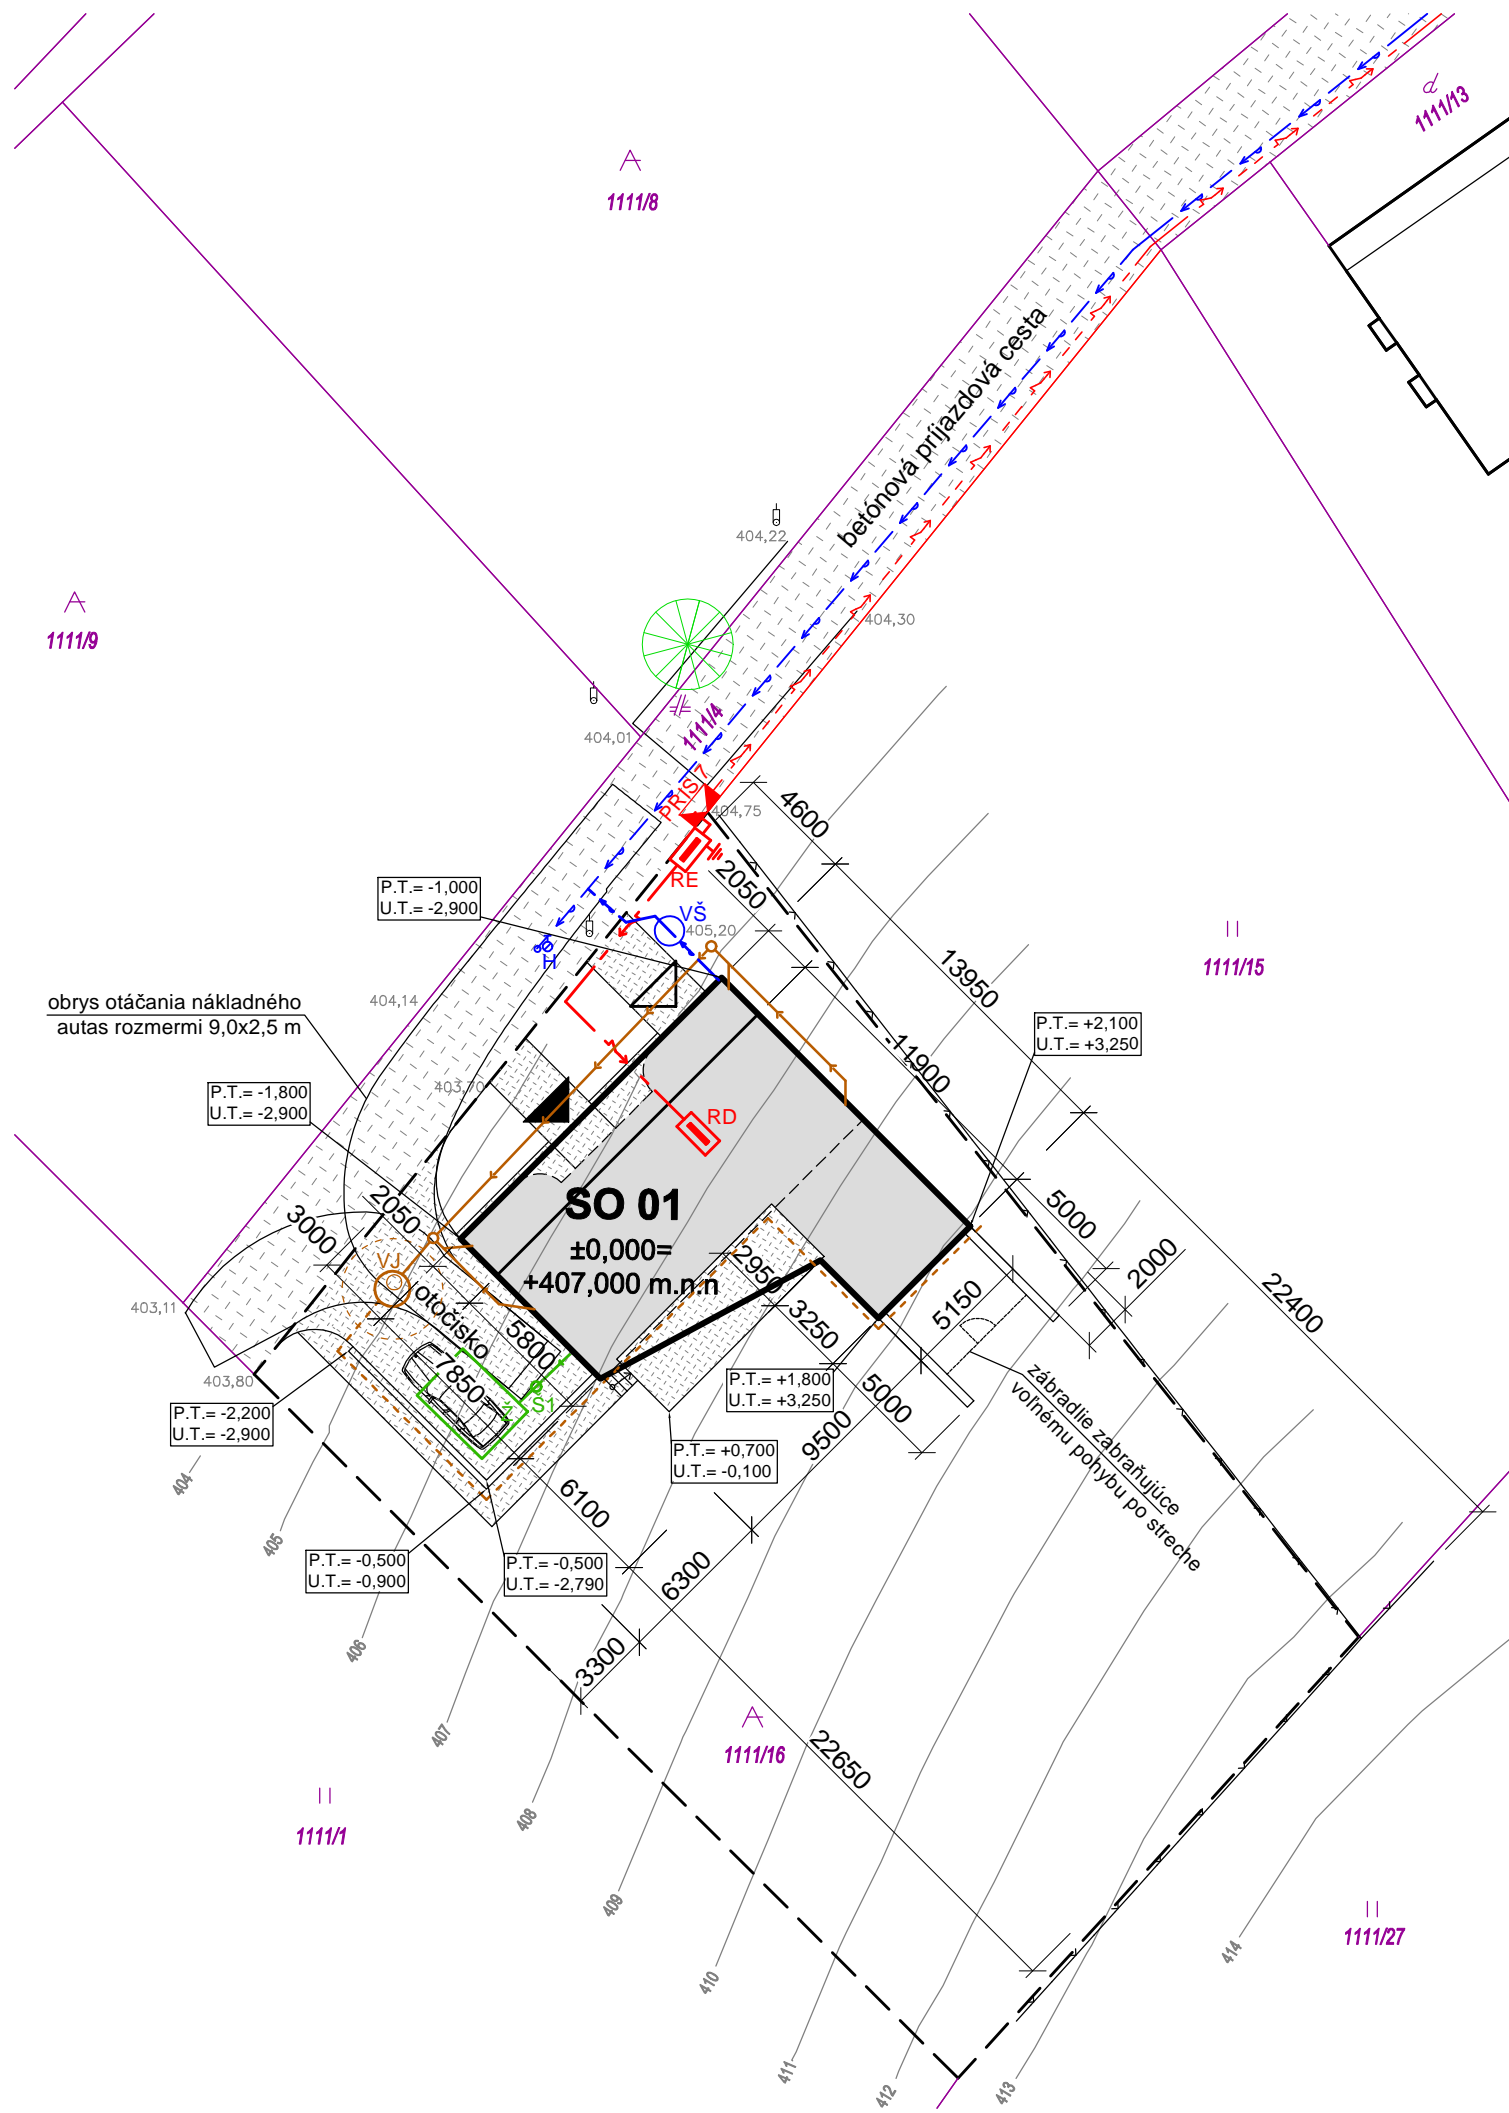 d
1111/13
A
1111/8
betónová príjazdová cesta
404,22
A
1111/9
404,30
1111/4
404,01
PRIS 7
404,75
4600
RE
2050
P.T.= -1,000
U.T.= -2,900
VŠ
405,20
H
13950
1111/15
404,14
obrys otáčania nákladného
autas rozmermi 9,0x2,5 m
P.T.= +2,100
U.T.= +3,250
11900
403,70
P.T.= -1,800
U.T.= -2,900
RD
2050
3000
SO 01
±0,000=
+407,000 m.n.n
5000
2000
22400
VJ
otočisko
2950
3250
5150
403,11
5800
7850
403,80
Ž
Š1
P.T.= +1,800
U.T.= +3,250
5000
zábradlie zabraňujúce
voľnému pohybu po streche
P.T.= -2,200
U.T.= -2,900
9500
P.T.= +0,700
U.T.= -0,100
404
6100
405
P.T.= -0,500
U.T.= -0,900
P.T.= -0,500
U.T.= -2,790
6300
406
3300
407
A
1111/16
22650
408
1111/1
409
1111/27
414
410
411
412
413